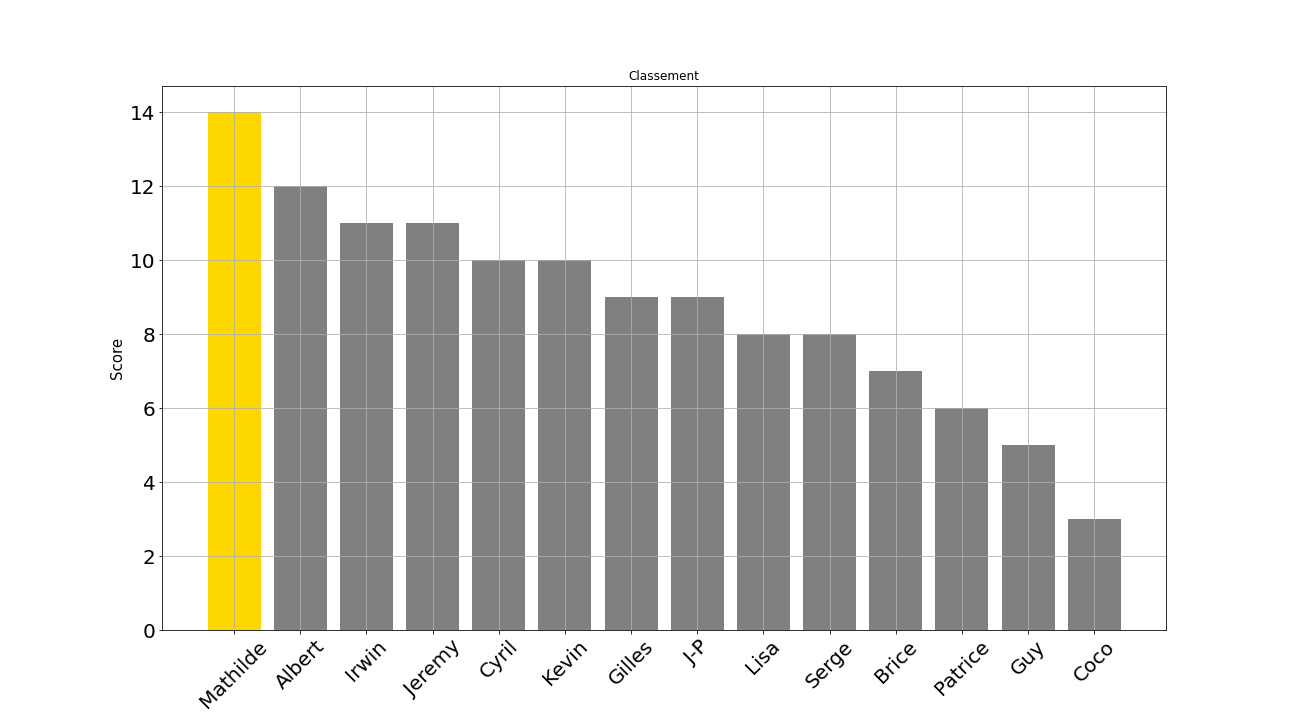 Classement
Score
14
12
10
8
6
4
2
0
Mathilde
Albert
Irwin
Jeremy
Cyril
Kevin
Gilles
J-P
Lisa
Serge
Brice
Patrice
Guy
Coco